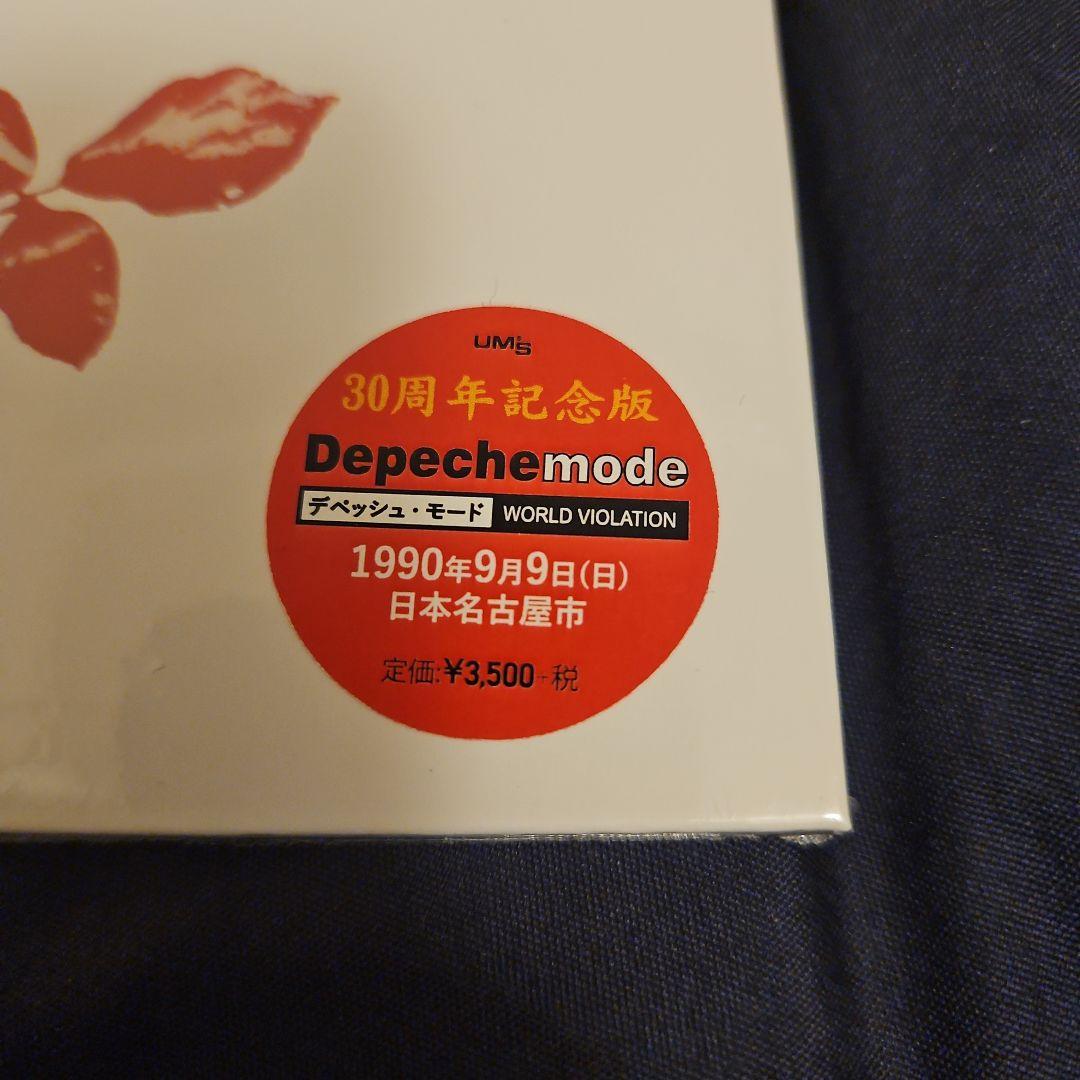 UMe's
30周年記念版
Depechemode
デペッシュ・モード WORLD VIOLATION
1990年9月9日(日)
日本名古屋市
定価:¥3,500+税